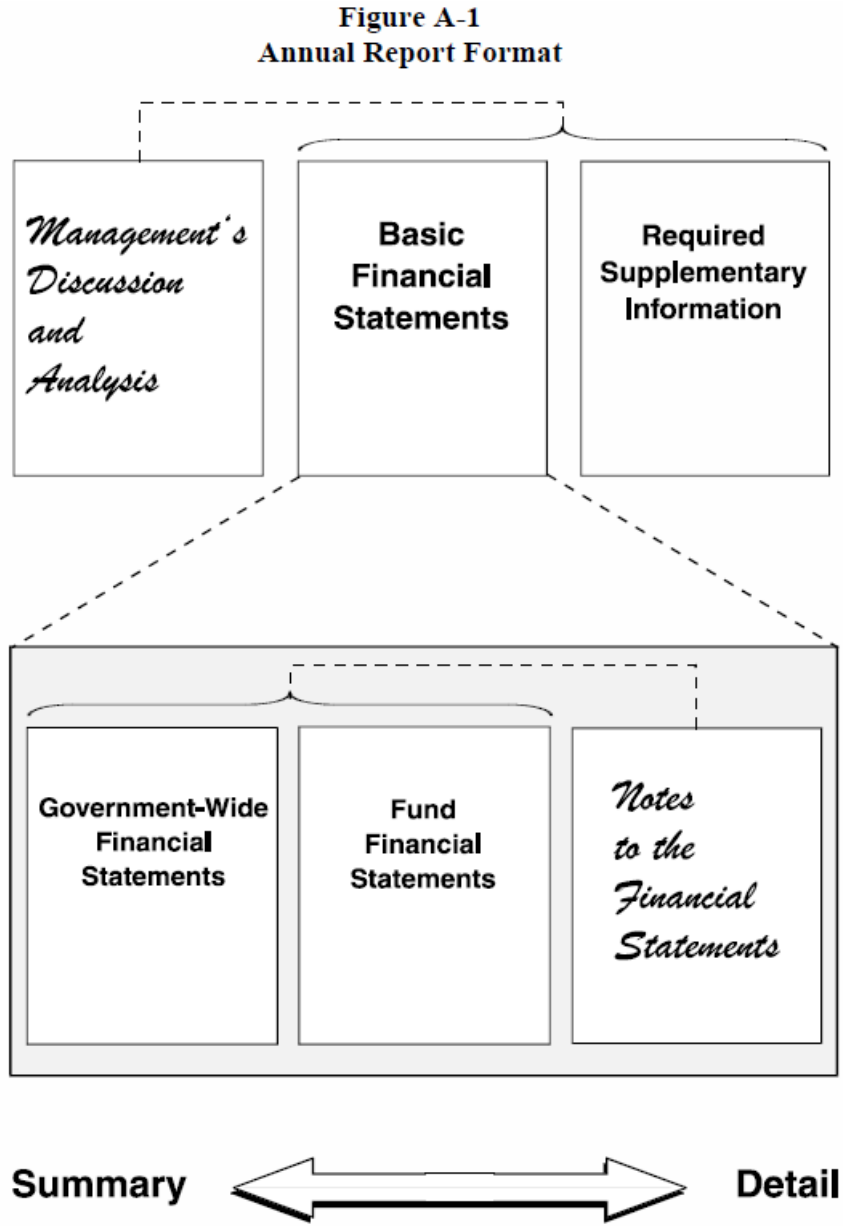 Figure A-1
Annual Report Format
Management's
Discussion
and
Analysis
Basic
Financial
Statements
Required
Supplementary
Information
Government-Wide
Financial
Statements
Fund
Financial
Statements
Notes
to the
Financial
Statements
Summary
Detail